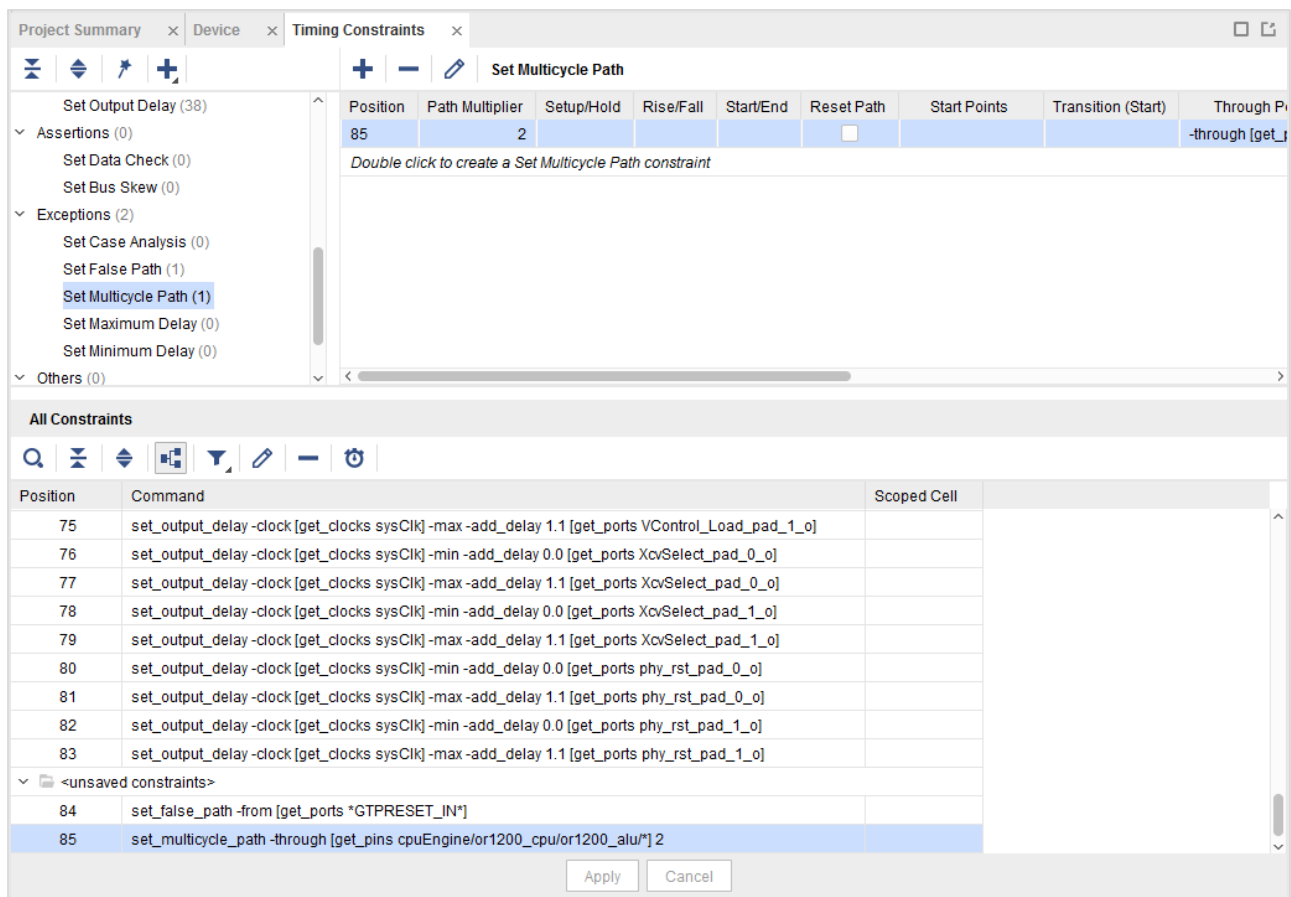 Project Summary × Device × Timing Constraints ×
Set Multicycle Path
Set Output Delay (38)
Assertions (0)
Set Data Check (0)
Set Bus Skew (0)
Exceptions (2)
Set Case Analysis (0)
Set False Path (1)
Set Multicycle Path (1)
Set Maximum Delay (0)
Set Minimum Delay (0)
Others (0)
Position Path Multiplier Setup/Hold Rise/Fall Start/End Reset Path Start Points Transition (Start) Through P
85 2 -through [get_p
Double click to create a Set Multicycle Path constraint
All Constraints
Position Command Scoped Cell
75 set_output_delay -clock [get_clocks sysClk] -max -add_delay 1.1 [get_ports VControl_Load_pad_1_o]
76 set_output_delay -clock [get_clocks sysClk] -min -add_delay 0.0 [get_ports XcvSelect_pad_0_o]
77 set_output_delay -clock [get_clocks sysClk] -max -add_delay 1.1 [get_ports XcvSelect_pad_0_o]
78 set_output_delay -clock [get_clocks sysClk] -min -add_delay 0.0 [get_ports XcvSelect_pad_1_o]
79 set_output_delay -clock [get_clocks sysClk] -max -add_delay 1.1 [get_ports XcvSelect_pad_1_o]
80 set_output_delay -clock [get_clocks sysClk] -min -add_delay 0.0 [get_ports phy_rst_pad_0_o]
81 set_output_delay -clock [get_clocks sysClk] -max -add_delay 1.1 [get_ports phy_rst_pad_0_o]
82 set_output_delay -clock [get_clocks sysClk] -min -add_delay 0.0 [get_ports phy_rst_pad_1_o]
83 set_output_delay -clock [get_clocks sysClk] -max -add_delay 1.1 [get_ports phy_rst_pad_1_o]
<unsaved constraints>
84 set_false_path -from [get_ports *GTPRESET_IN*]
85 set_multicycle_path -through [get_pins cpuEngine/or1200_cpu/or1200_alu/*] 2
Apply Cancel